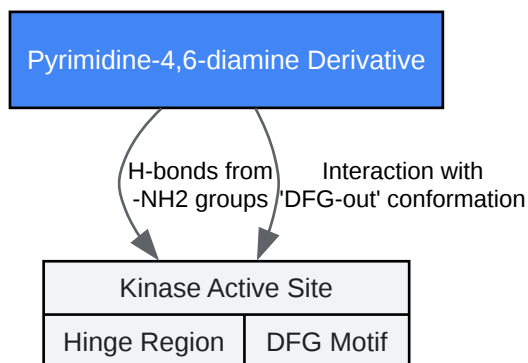 Pyrimidine-4,6-diamine Derivative
H-bonds from
-NH2 groups
Interaction with
'DFG-out' conformation
Kinase Active Site
Hinge Region
DFG Motif